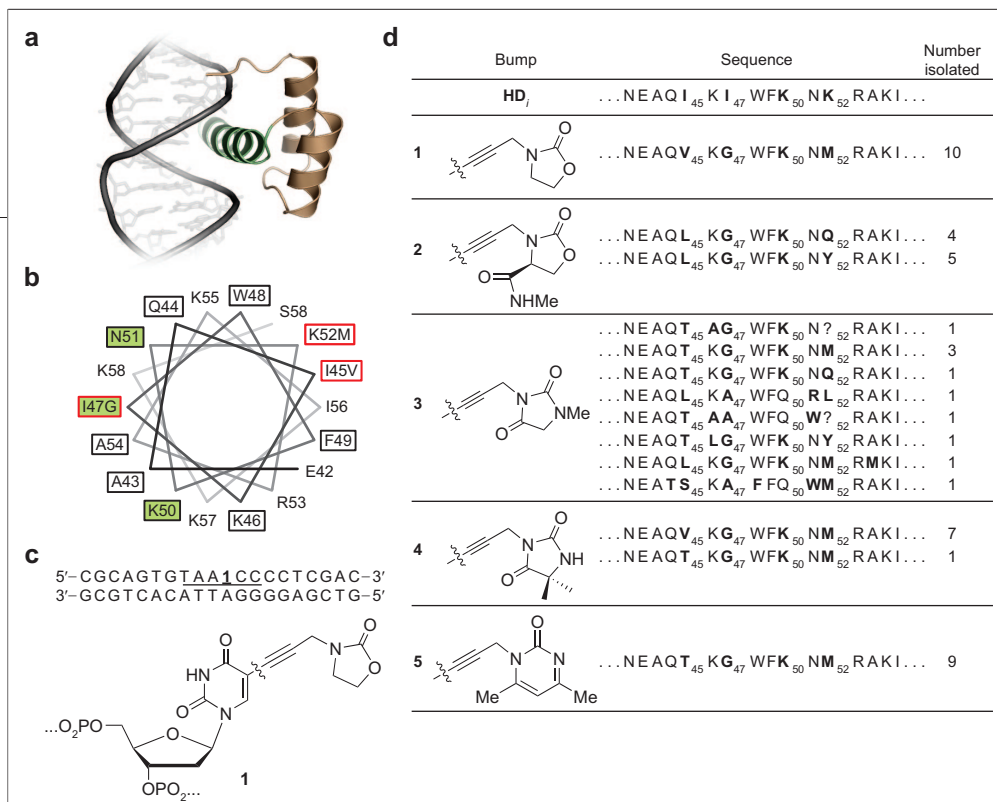 a
b
K55
W48
Q44
S58
N51
K52M
K58
I45V
I47G
I56
A54
F49
A43
E42
K50
R53
K57
K46
c
5′–CGCAGTGTAA1CCCCTCGAC-3′
3′–GCGTCACATTAGGGGAGCTG-5′
O
N
O
O
HN
O
N
...O₂PO
O
OPO₂...
1
d
Bump
Sequence
Number isolated
HDi
...NEAQI₄₅KI₄₇WFK₅₀NK₅₂RAKI...
1
O
N
O
...NEAQV₄₅KG₄₇WFK₅₀NM₅₂RAKI...
10
2
O
N
O
O
NHMe
...NEAQL₄₅KG₄₇WFK₅₀NQ₅₂RAKI...
4
...NEAQL₄₅KG₄₇WFK₅₀NY₅₂RAKI...
5
3
O
N
NMe
O
...NEAQT₄₅AG₄₇WFK₅₀N?₅₂RAKI...
1
...NEAQT₄₅KG₄₇WFK₅₀NM₅₂RAKI...
3
...NEAQT₄₅KG₄₇WFK₅₀NQ₅₂RAKI...
1
...NEAQL₄₅KA₄₇WFQ₅₀RL₅₂RAKI...
1
...NEAQT₄₅AA₄₇WFQ₅₀W?₅₂RAKI...
1
...NEAQT₄₅LG₄₇WFK₅₀NY₅₂RAKI...
1
...NEAQL₄₅KG₄₇WFK₅₀NM₅₂RMKI...
1
...NEATS₄₅KA₄₇FFQ₅₀WM₅₂RAKI...
1
4
O
N
NH
O
...NEAQV₄₅KG₄₇WFK₅₀NM₅₂RAKI...
7
...NEAQT₄₅KG₄₇WFK₅₀NM₅₂RAKI...
1
5
O
N
N
Me
Me
...NEAQT₄₅KG₄₇WFK₅₀NM₅₂RAKI...
9